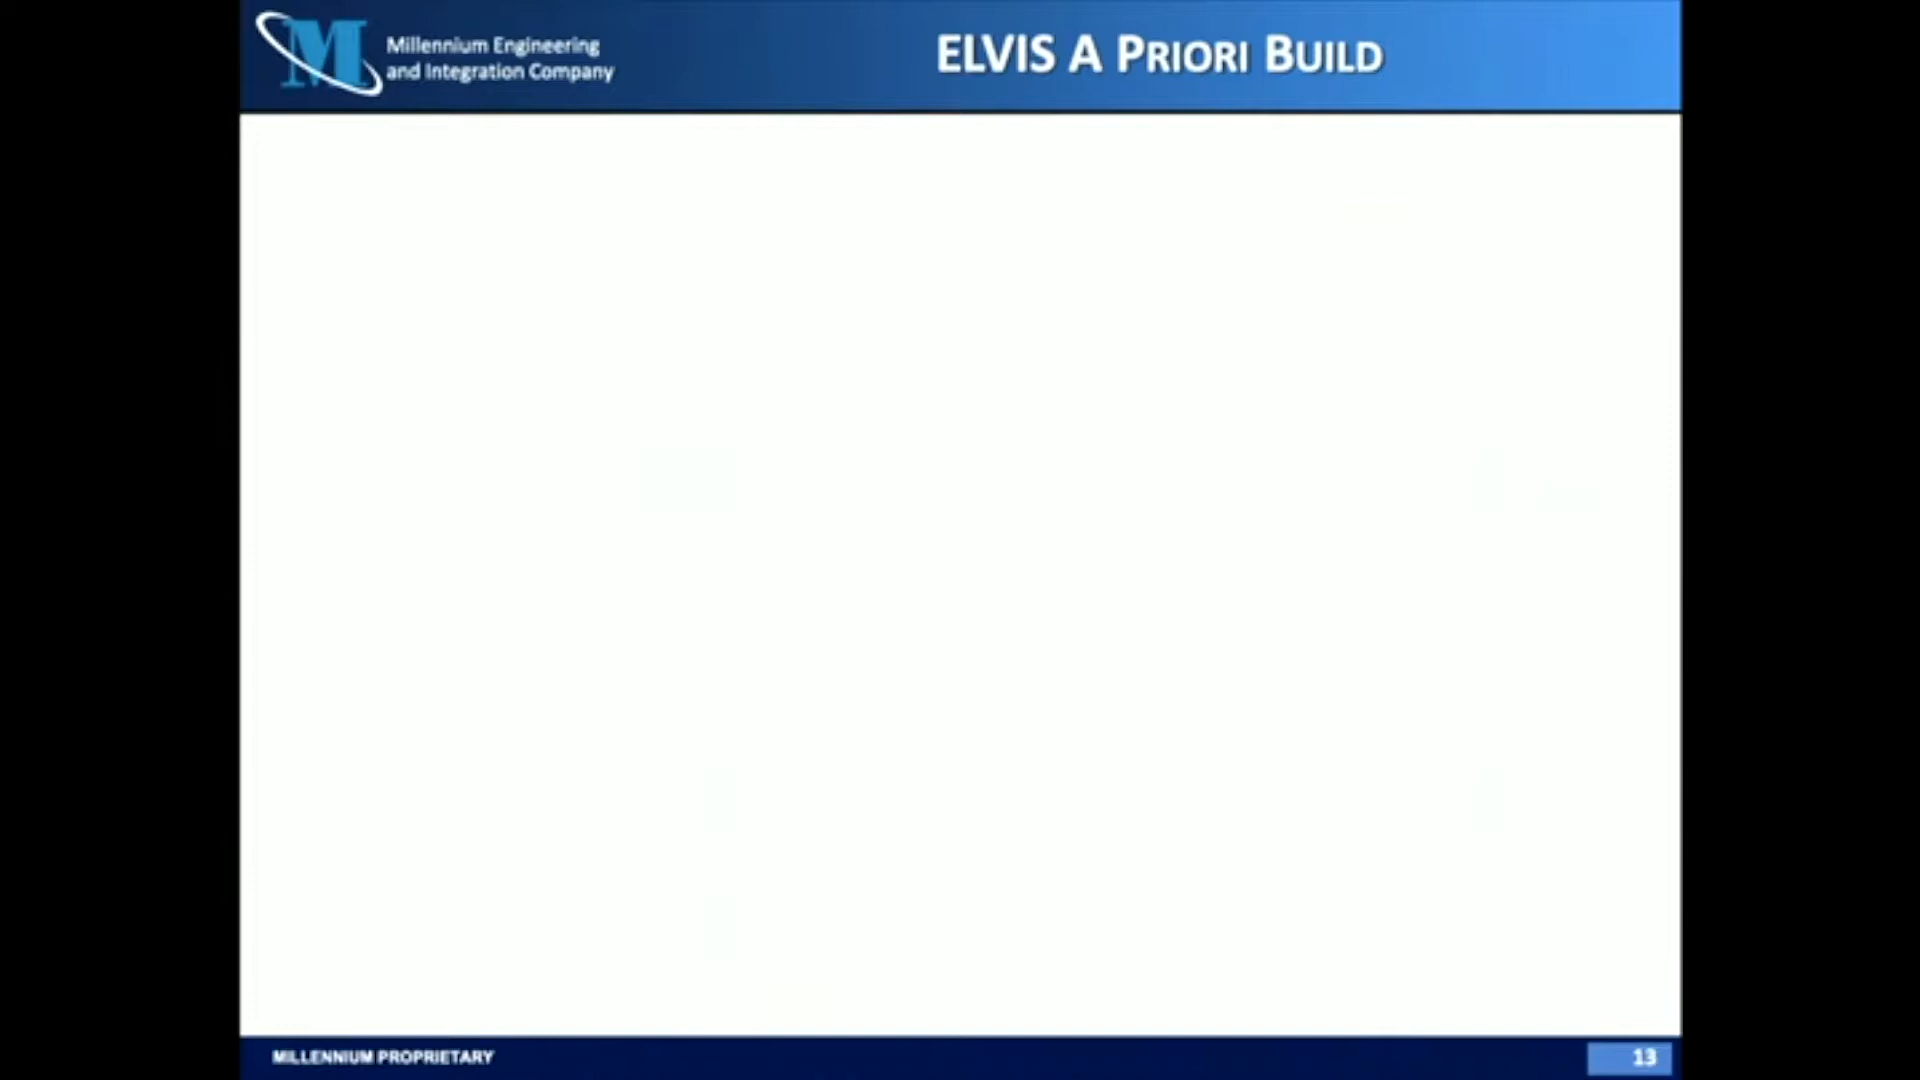 Millennium Engineering
and Integration Company
ELVIS A PRIORI BUILD
MILLENNIUM PROPRIETARY
13